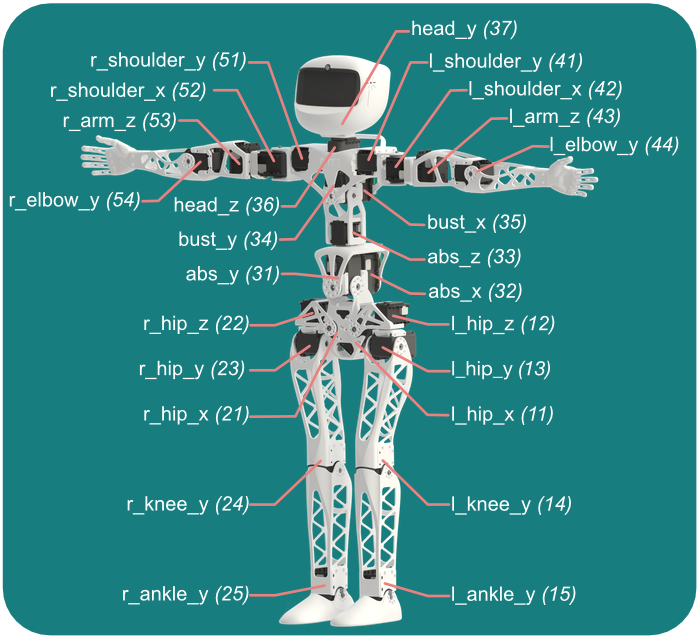 head_y (37)
r_shoulder_y (51)
l_shoulder_y (41)
r_shoulder_x (52)
l_shoulder_x (42)
r_arm_z (53)
l_arm_z (43)
l_elbow_y (44)
r_elbow_y (54)
head_z (36)
bust_x (35)
bust_y (34)
abs_z (33)
abs_y (31)
abs_x (32)
r_hip_z (22)
l_hip_z (12)
r_hip_y (23)
l_hip_y (13)
r_hip_x (21)
l_hip_x (11)
r_knee_y (24)
l_knee_y (14)
r_ankle_y (25)
l_ankle_y (15)